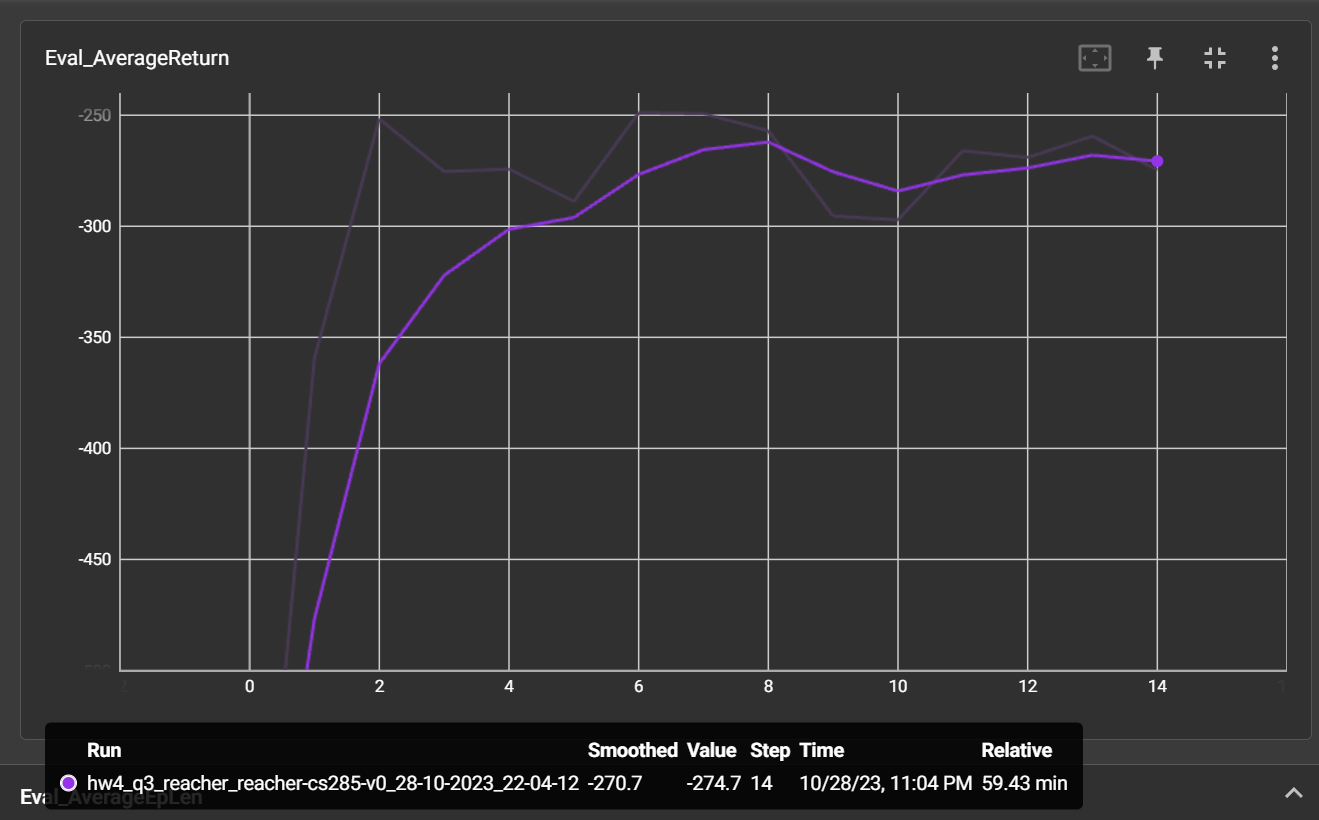 Eval_AverageReturn
-250
-300
-350
-400
-450
-500
0 2 4 6 8 10 12 14
Run Smoothed Value Step Time Relative
hw4_q3_reacher_reacher-cs285-v0_28-10-2023_22-04-12 -270.7 -274.7 14 10/28/23, 11:04 PM 59.43 min
Eval_AverageEpLen